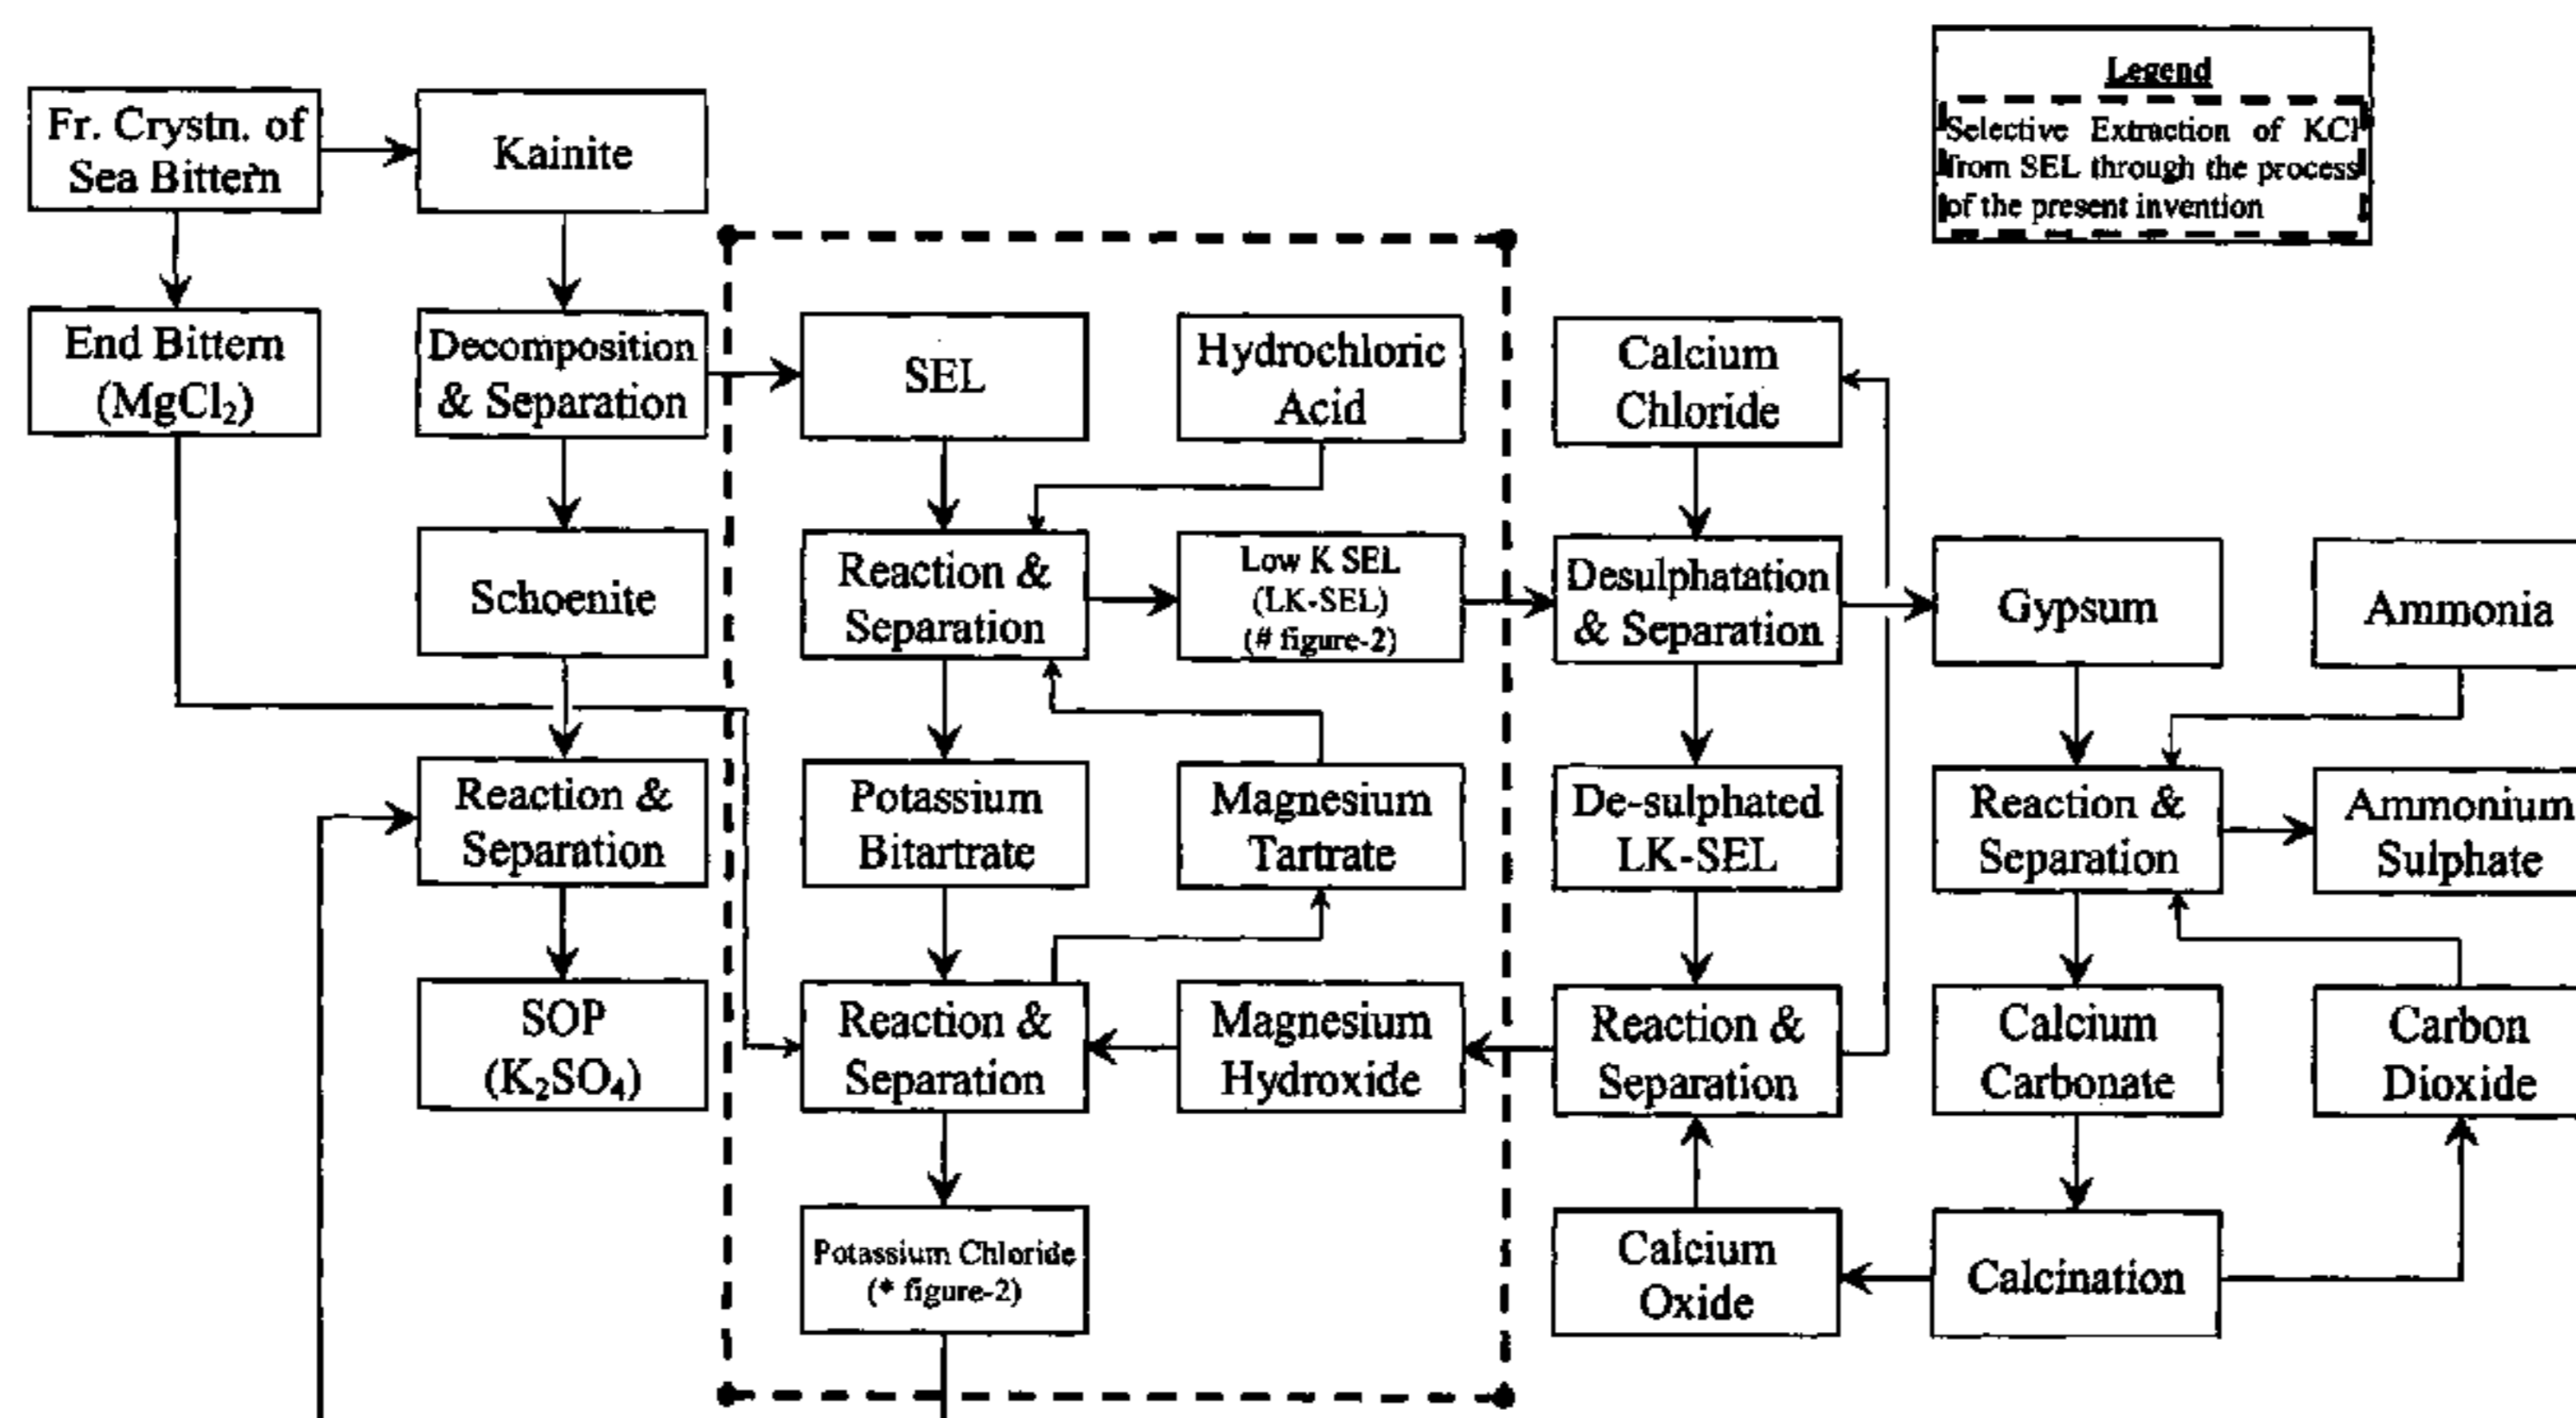 Legend
Selective Extraction of KCl
from SEL through the process
of the present invention
Fr. Crystn. of
Sea Bittern
Kainite
End Bittern
(MgCl₂)
Decomposition
& Separation
SEL
Hydrochloric
Acid
Calcium
Chloride
Schoenite
Reaction &
Separation
Low K SEL
(LK-SEL)
(# figure-2)
Desulphatation
& Separation
Gypsum
Ammonia
Reaction &
Separation
Potassium
Bitartrate
Magnesium
Tartrate
De-sulphated
LK-SEL
Reaction &
Separation
Ammonium
Sulphate
SOP
(K₂SO₄)
Reaction &
Separation
Magnesium
Hydroxide
Reaction &
Separation
Calcium
Carbonate
Carbon
Dioxide
Potassium Chloride
(* figure-2)
Calcium
Oxide
Calcination